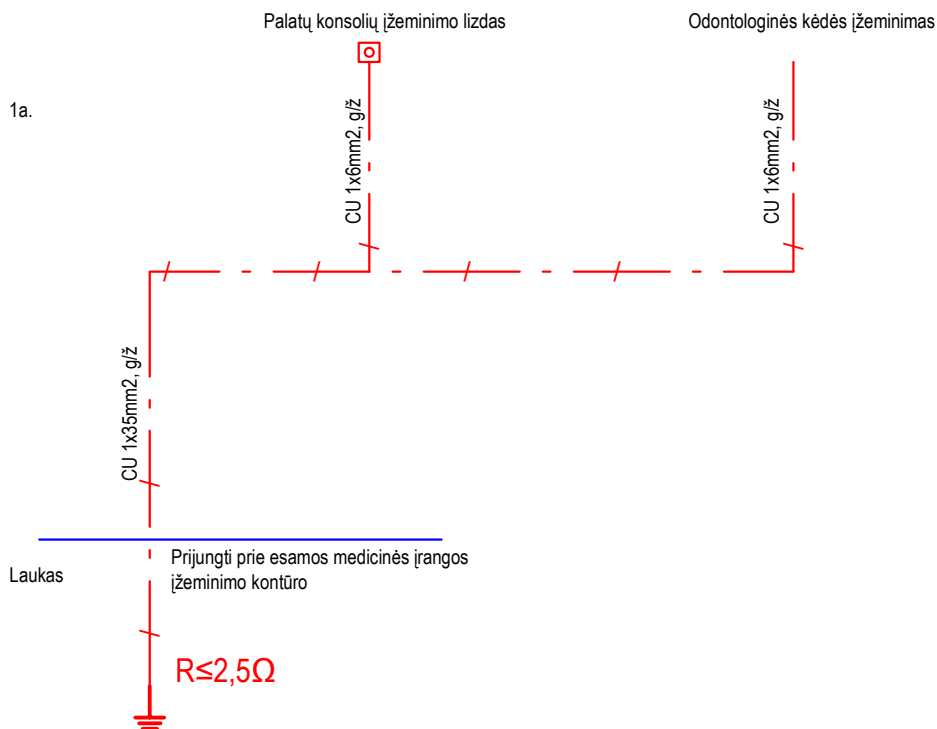 Palatų konsolių įžeminimo lizdas
Odontologinės kėdės įžeminimas
1a.
CU 1x6mm2, g/ž
CU 1x6mm2, g/ž
CU 1x35mm2, g/ž
Prijungti prie esamos medicinės įrangos
įžeminimo kontūro
Laukas
R≤2,5Ω